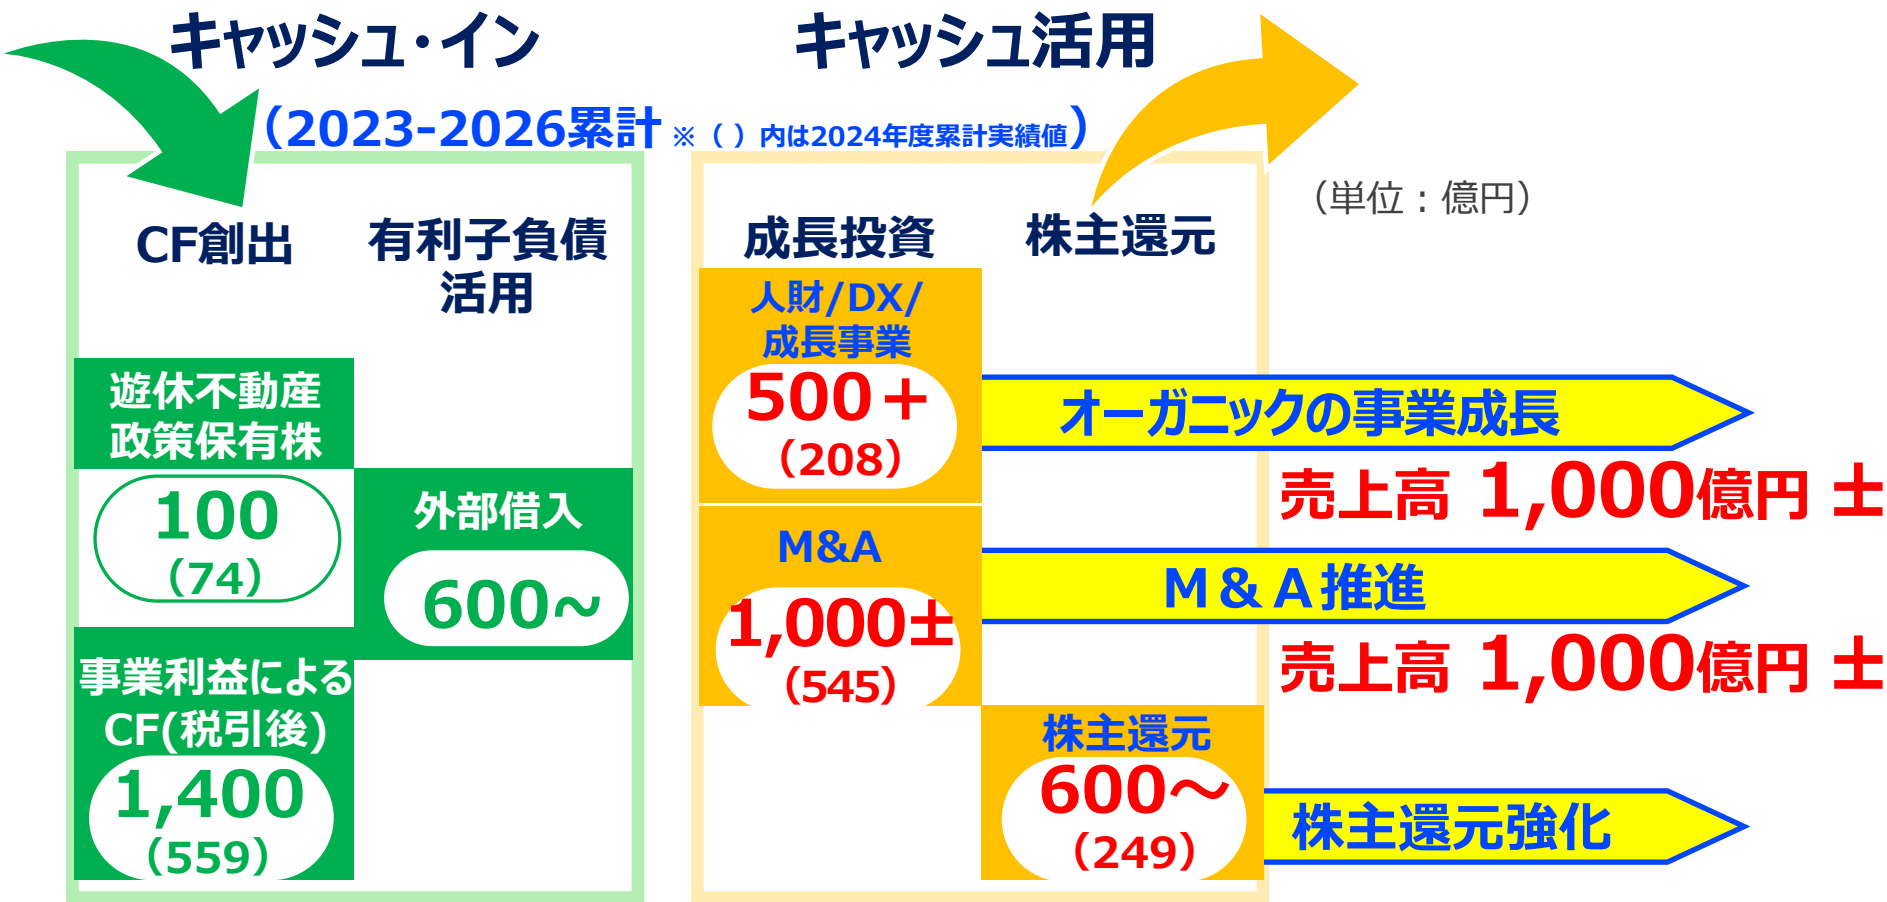 キャッシュ・イン
キャッシュ活用
（2023-2026累計 ※（ ）内は2024年度累計実績値）
（単位：億円）
CF創出
有利子負債
活用
遊休不動産
政策保有株
100
（74）
外部借入
600~
事業利益による
CF(税引後)
1,400
（559）
成長投資
株主還元
人財/DX/
成長事業
500＋
（208）
M&A
1,000±
（545）
株主還元
600～
（249）
オーガニックの事業成長
売上高 1,000億円 ±
Ｍ＆Ａ推進
売上高 1,000億円 ±
株主還元強化